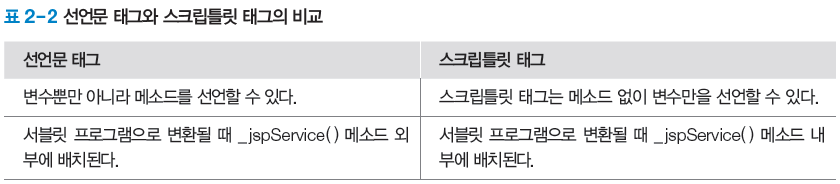 표 2-2 선언문 태그와 스크립틀릿 태그의 비교
선언문 태그
스크립틀릿 태그
변수뿐만 아니라 메소드를 선언할 수 있다.
스크립틀릿 태그는 메소드 없이 변수만을 선언할 수 있다.
서블릿 프로그램으로 변환될 때 _jspService( ) 메소드 외
부에 배치된다.
서블릿 프로그램으로 변환될 때 _jspService( ) 메소드 내
부에 배치된다.